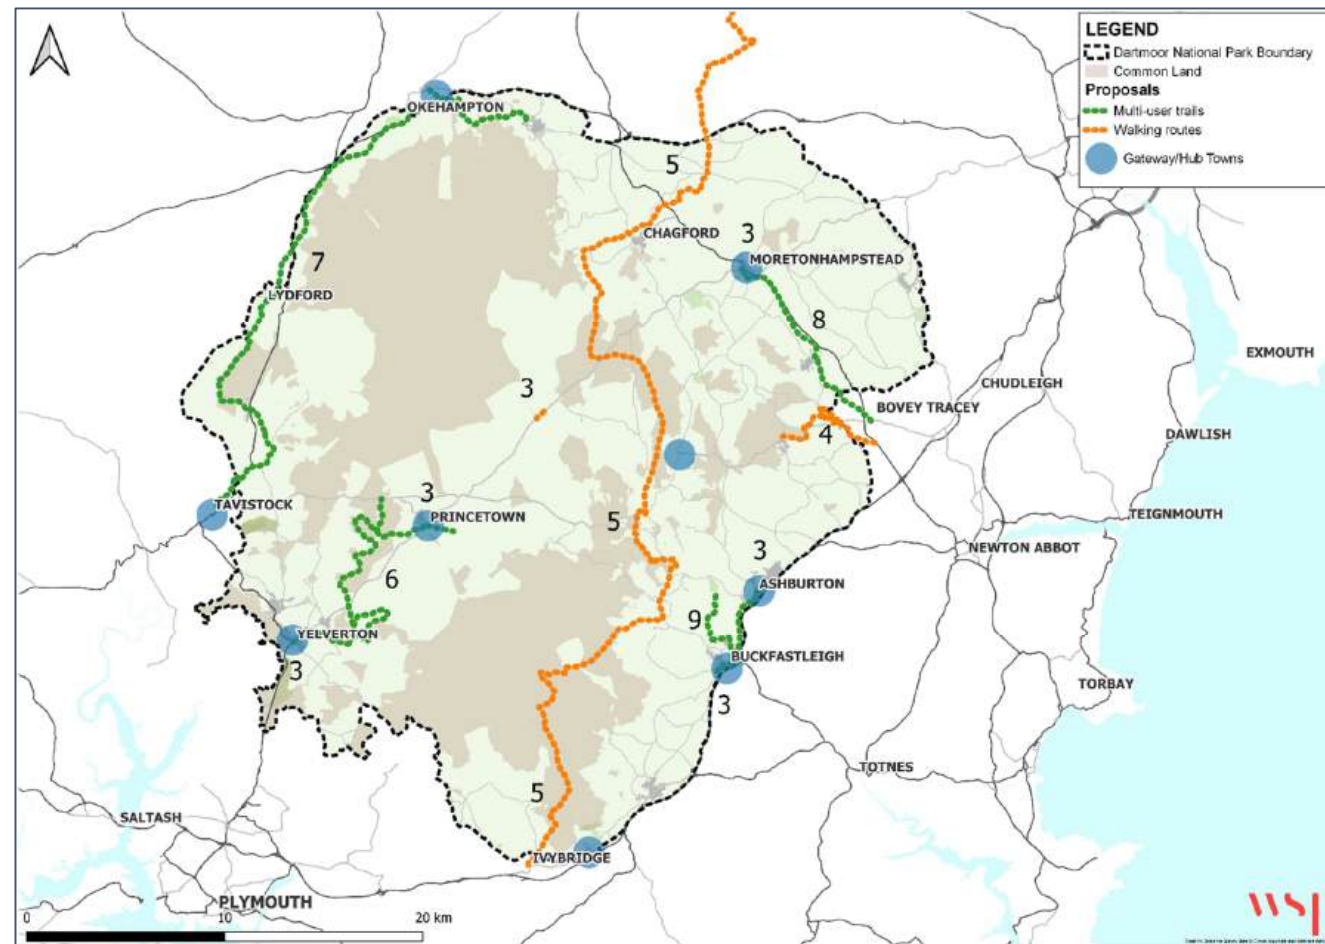 LEGEND
Dartmoor National Park Boundary
Common Land
Proposals
Multi-user trails
Walking routes
Gateway/Hub Towns
OKEHAMPTON
5
CHAGFORD
3
MORETONHAMPSTEAD
7
LYDFORD
8
EXMOUTH
CHUDLEIGH
3
BOVEY TRACEY
4
DAWLISH
TAVISTOCK
3
PRINCETOWN
5
TEIGNMOUTH
NEWTON ABBOT
3
ASHBURTON
6
9
YELVERTON
BUCKFASTLEIGH
3
3
TORBAY
TOTNES
5
SALTASH
IVYBRIDGE
PLYMOUTH
0
10
20 km
wsp